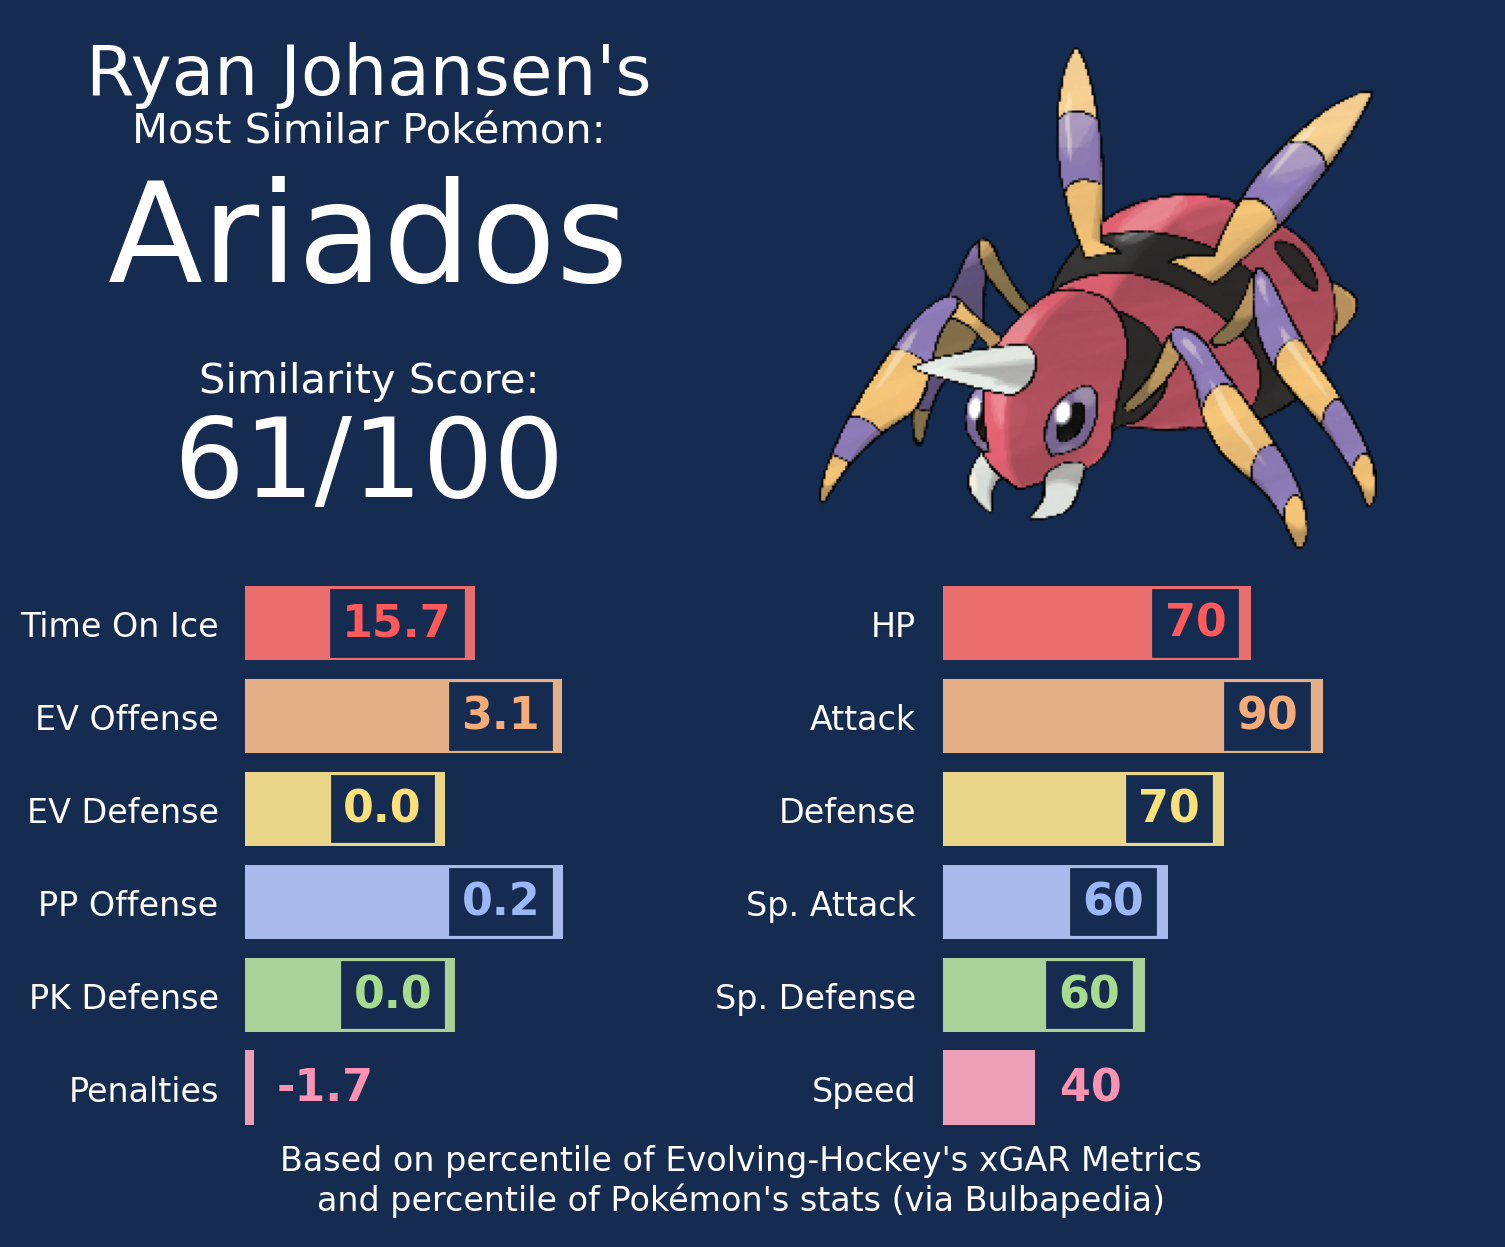 Ryan Johansen's
Most Similar Pokémon:
Ariados
Similarity Score:
61/100
Time On Ice 15.7
EV Offense 3.1
EV Defense 0.0
PP Offense 0.2
PK Defense 0.0
Penalties -1.7
HP 70
Attack 90
Defense 70
Sp. Attack 60
Sp. Defense 60
Speed 40
Based on percentile of Evolving-Hockey's xGAR Metrics
and percentile of Pokémon's stats (via Bulbapedia)